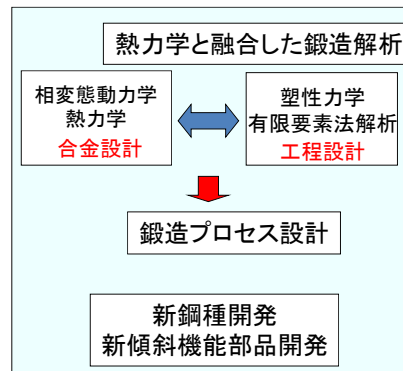 熱力学と融合した鍛造解析
相変態動力学
熱力学
合金設計
塑性力学
有限要素法解析
工程設計
鍛造プロセス設計
新鋼種開発
新傾斜機能部品開発